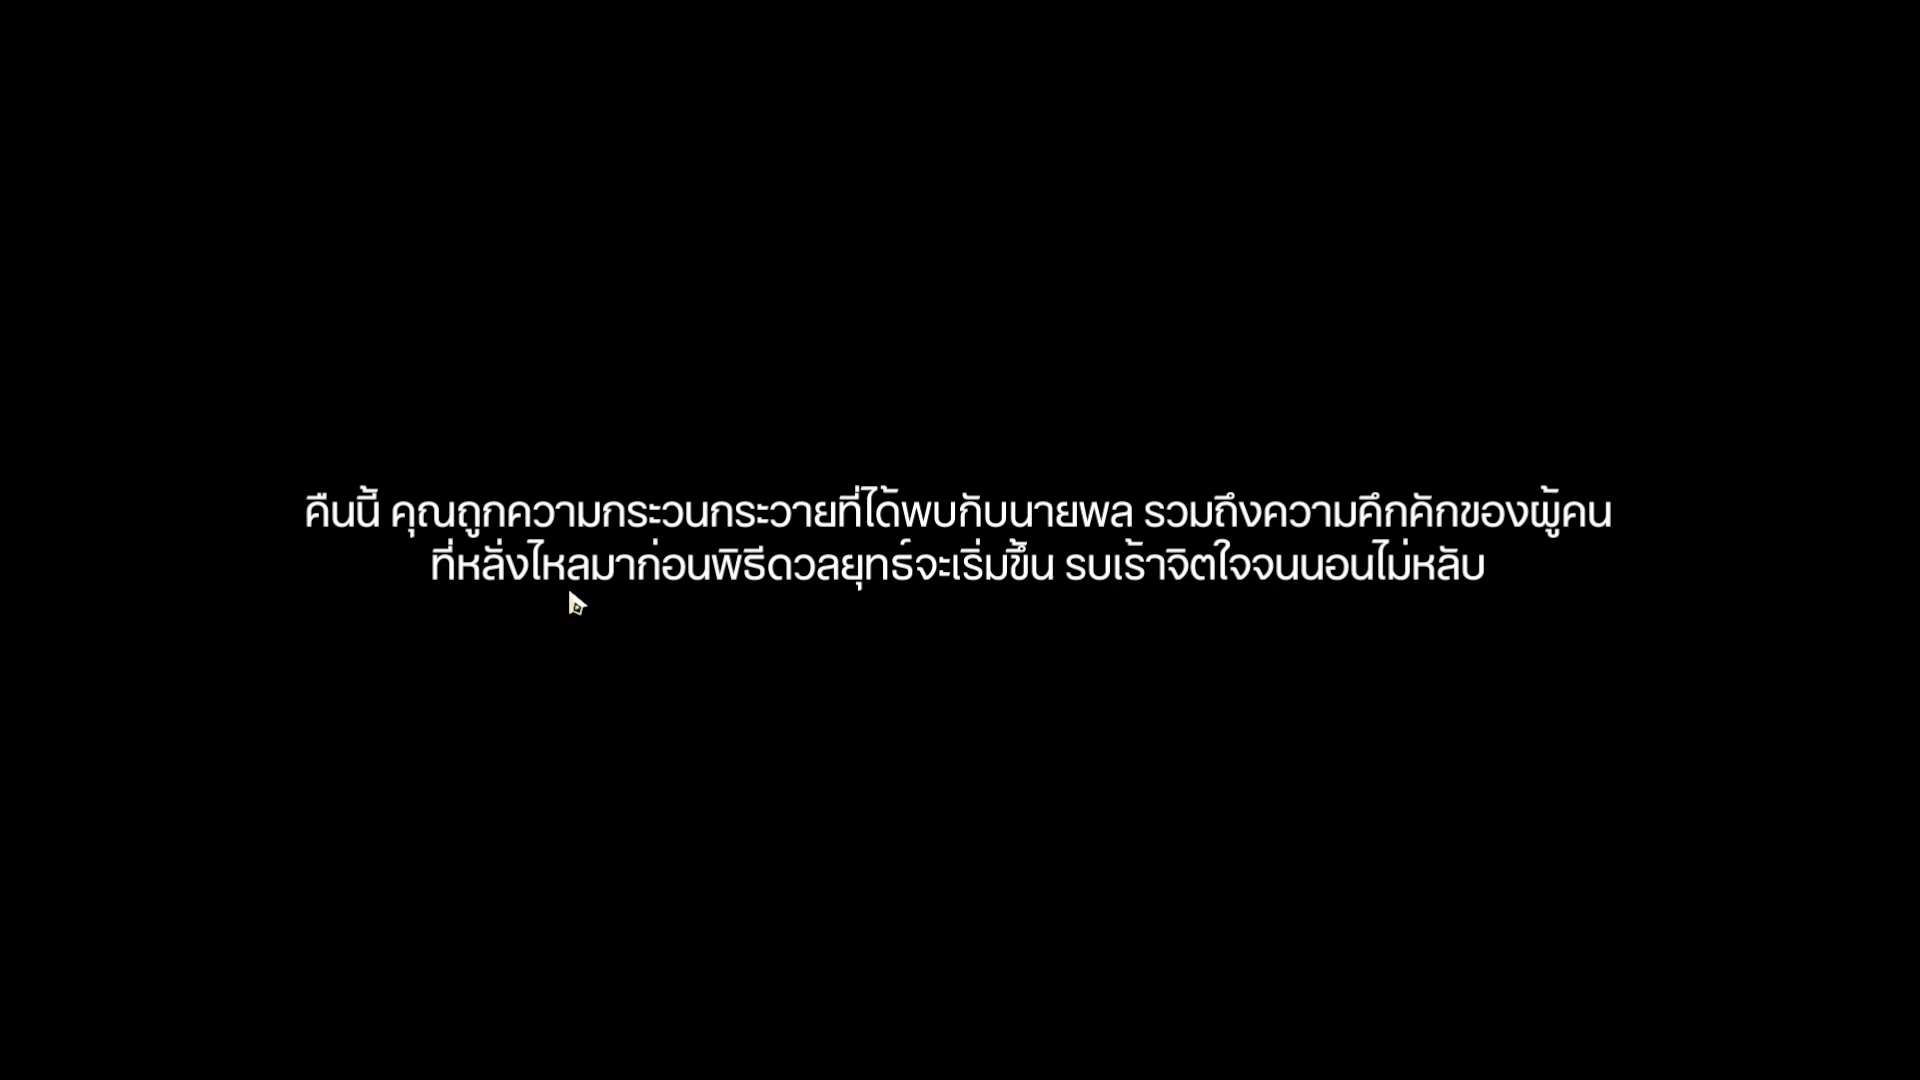 คืนนี้ คุณถูกความกระวนกระวายที่ได้พบกับนายพล รวมถึงความคึกคักของผู้คน
ที่หลั่งไหลมาก่อนพิธีดวลยุทธ์จะเริ่มขึ้น รบเร้าจิตใจจนนอนไม่หลับ